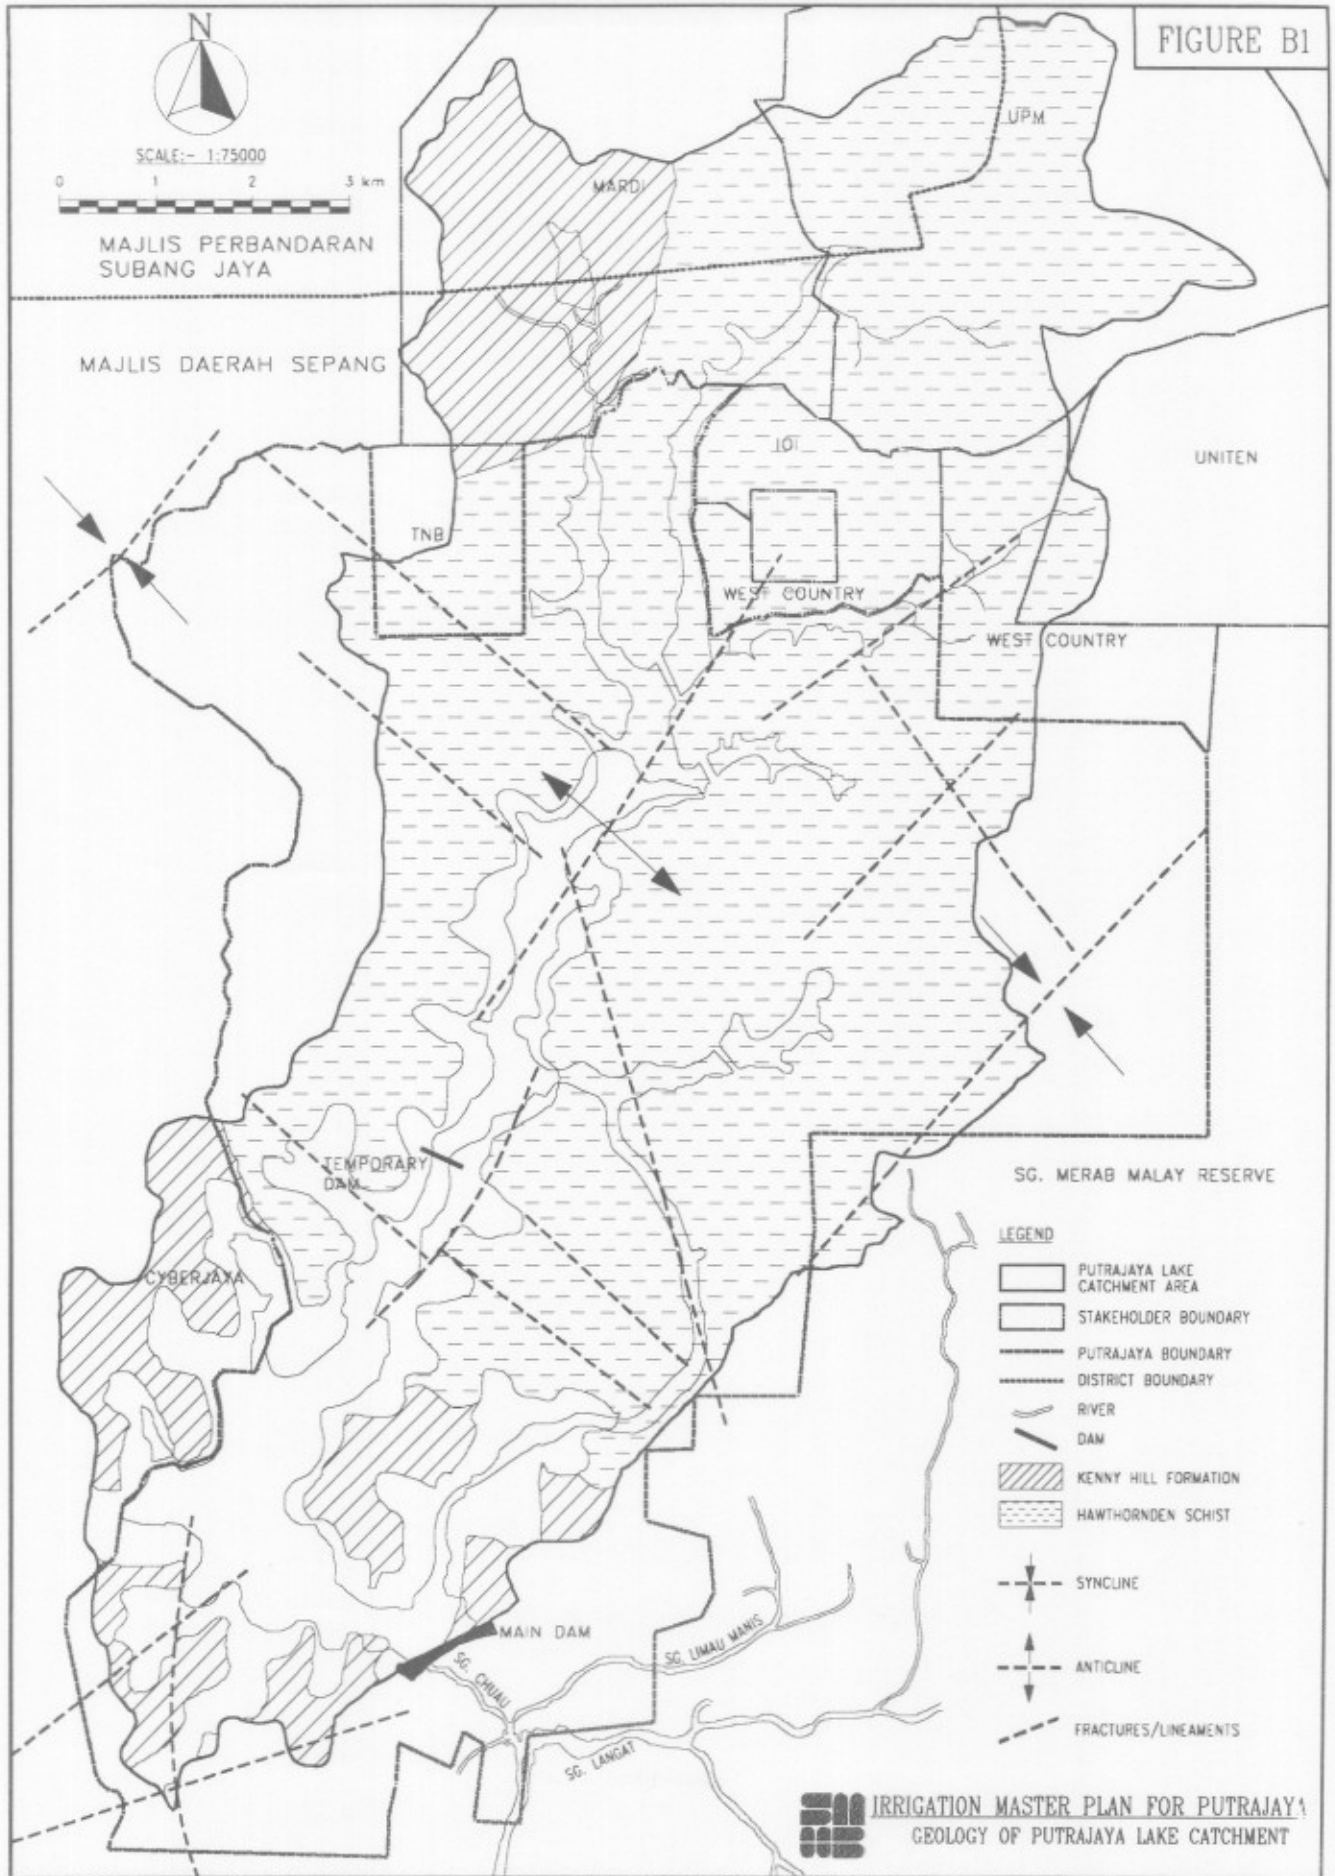 FIGURE B1
N
SCALE:- 1:75000
0 1 2 3 km
MAJLIS PERBANDARAN
SUBANG JAYA
MAJLIS DAERAH SEPANG
UPM
MARDI
IOI
UNITEN
TNB
WEST COUNTRY
WEST COUNTRY
TEMPORARY
DAM
CYBERJAYA
SG. MERAB MALAY RESERVE
LEGEND
PUTRAJAYA LAKE
CATCHMENT AREA
STAKEHOLDER BOUNDARY
PUTRAJAYA BOUNDARY
DISTRICT BOUNDARY
RIVER
DAM
KENNY HILL FORMATION
HAWTHORNDEN SCHIST
SYNCLINE
ANTICLINE
FRACTURES/LINEAMENTS
MAIN DAM
SG. CHUAU
SG. LIMAU MANIS
SG. LANGAT
IRRIGATION MASTER PLAN FOR PUTRAJAYA
GEOLOGY OF PUTRAJAYA LAKE CATCHMENT